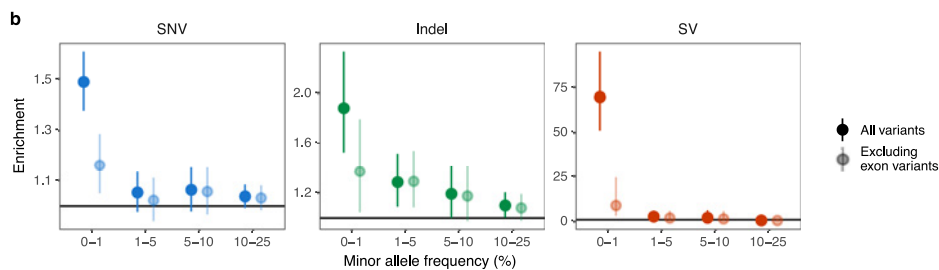 b
SNV
Indel
SV
Enrichment
1.5
1.3
1.1
2.0
1.6
1.2
75
50
25
0
0–1
1–5
5–10
10–25
0–1
1–5
5–10
10–25
0–1
1–5
5–10
10–25
Minor allele frequency (%)
All variants
Excluding
exon variants